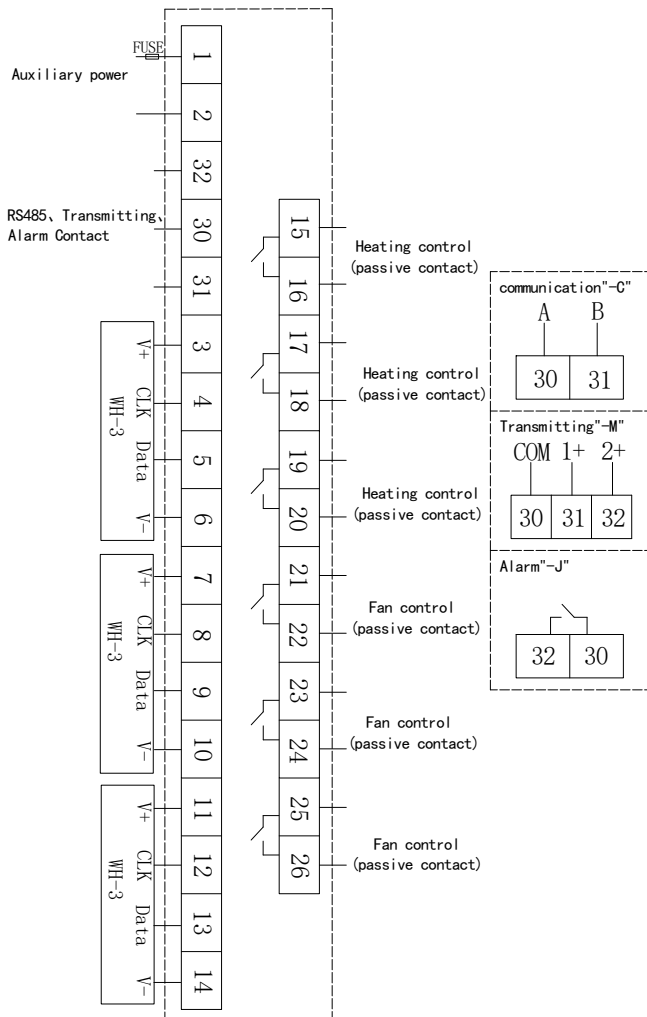 FUSE
Auxiliary power
1
2
32
RS485、Transmitting、
Alarm Contact
30
31
WH-3
V+
CLK
Data
V-
3
4
5
6
WH-3
V+
CLK
Data
V-
7
8
9
10
WH-3
V+
CLK
Data
V-
11
12
13
14
15
16
Heating control
(passive contact)
17
18
Heating control
(passive contact)
19
20
Heating control
(passive contact)
21
22
Fan control
(passive contact)
23
24
Fan control
(passive contact)
25
26
Fan control
(passive contact)
communication"-C"
A B
30 31
Transmitting"-M"
COM 1+ 2+
30 31 32
Alarm"-J"
32 30